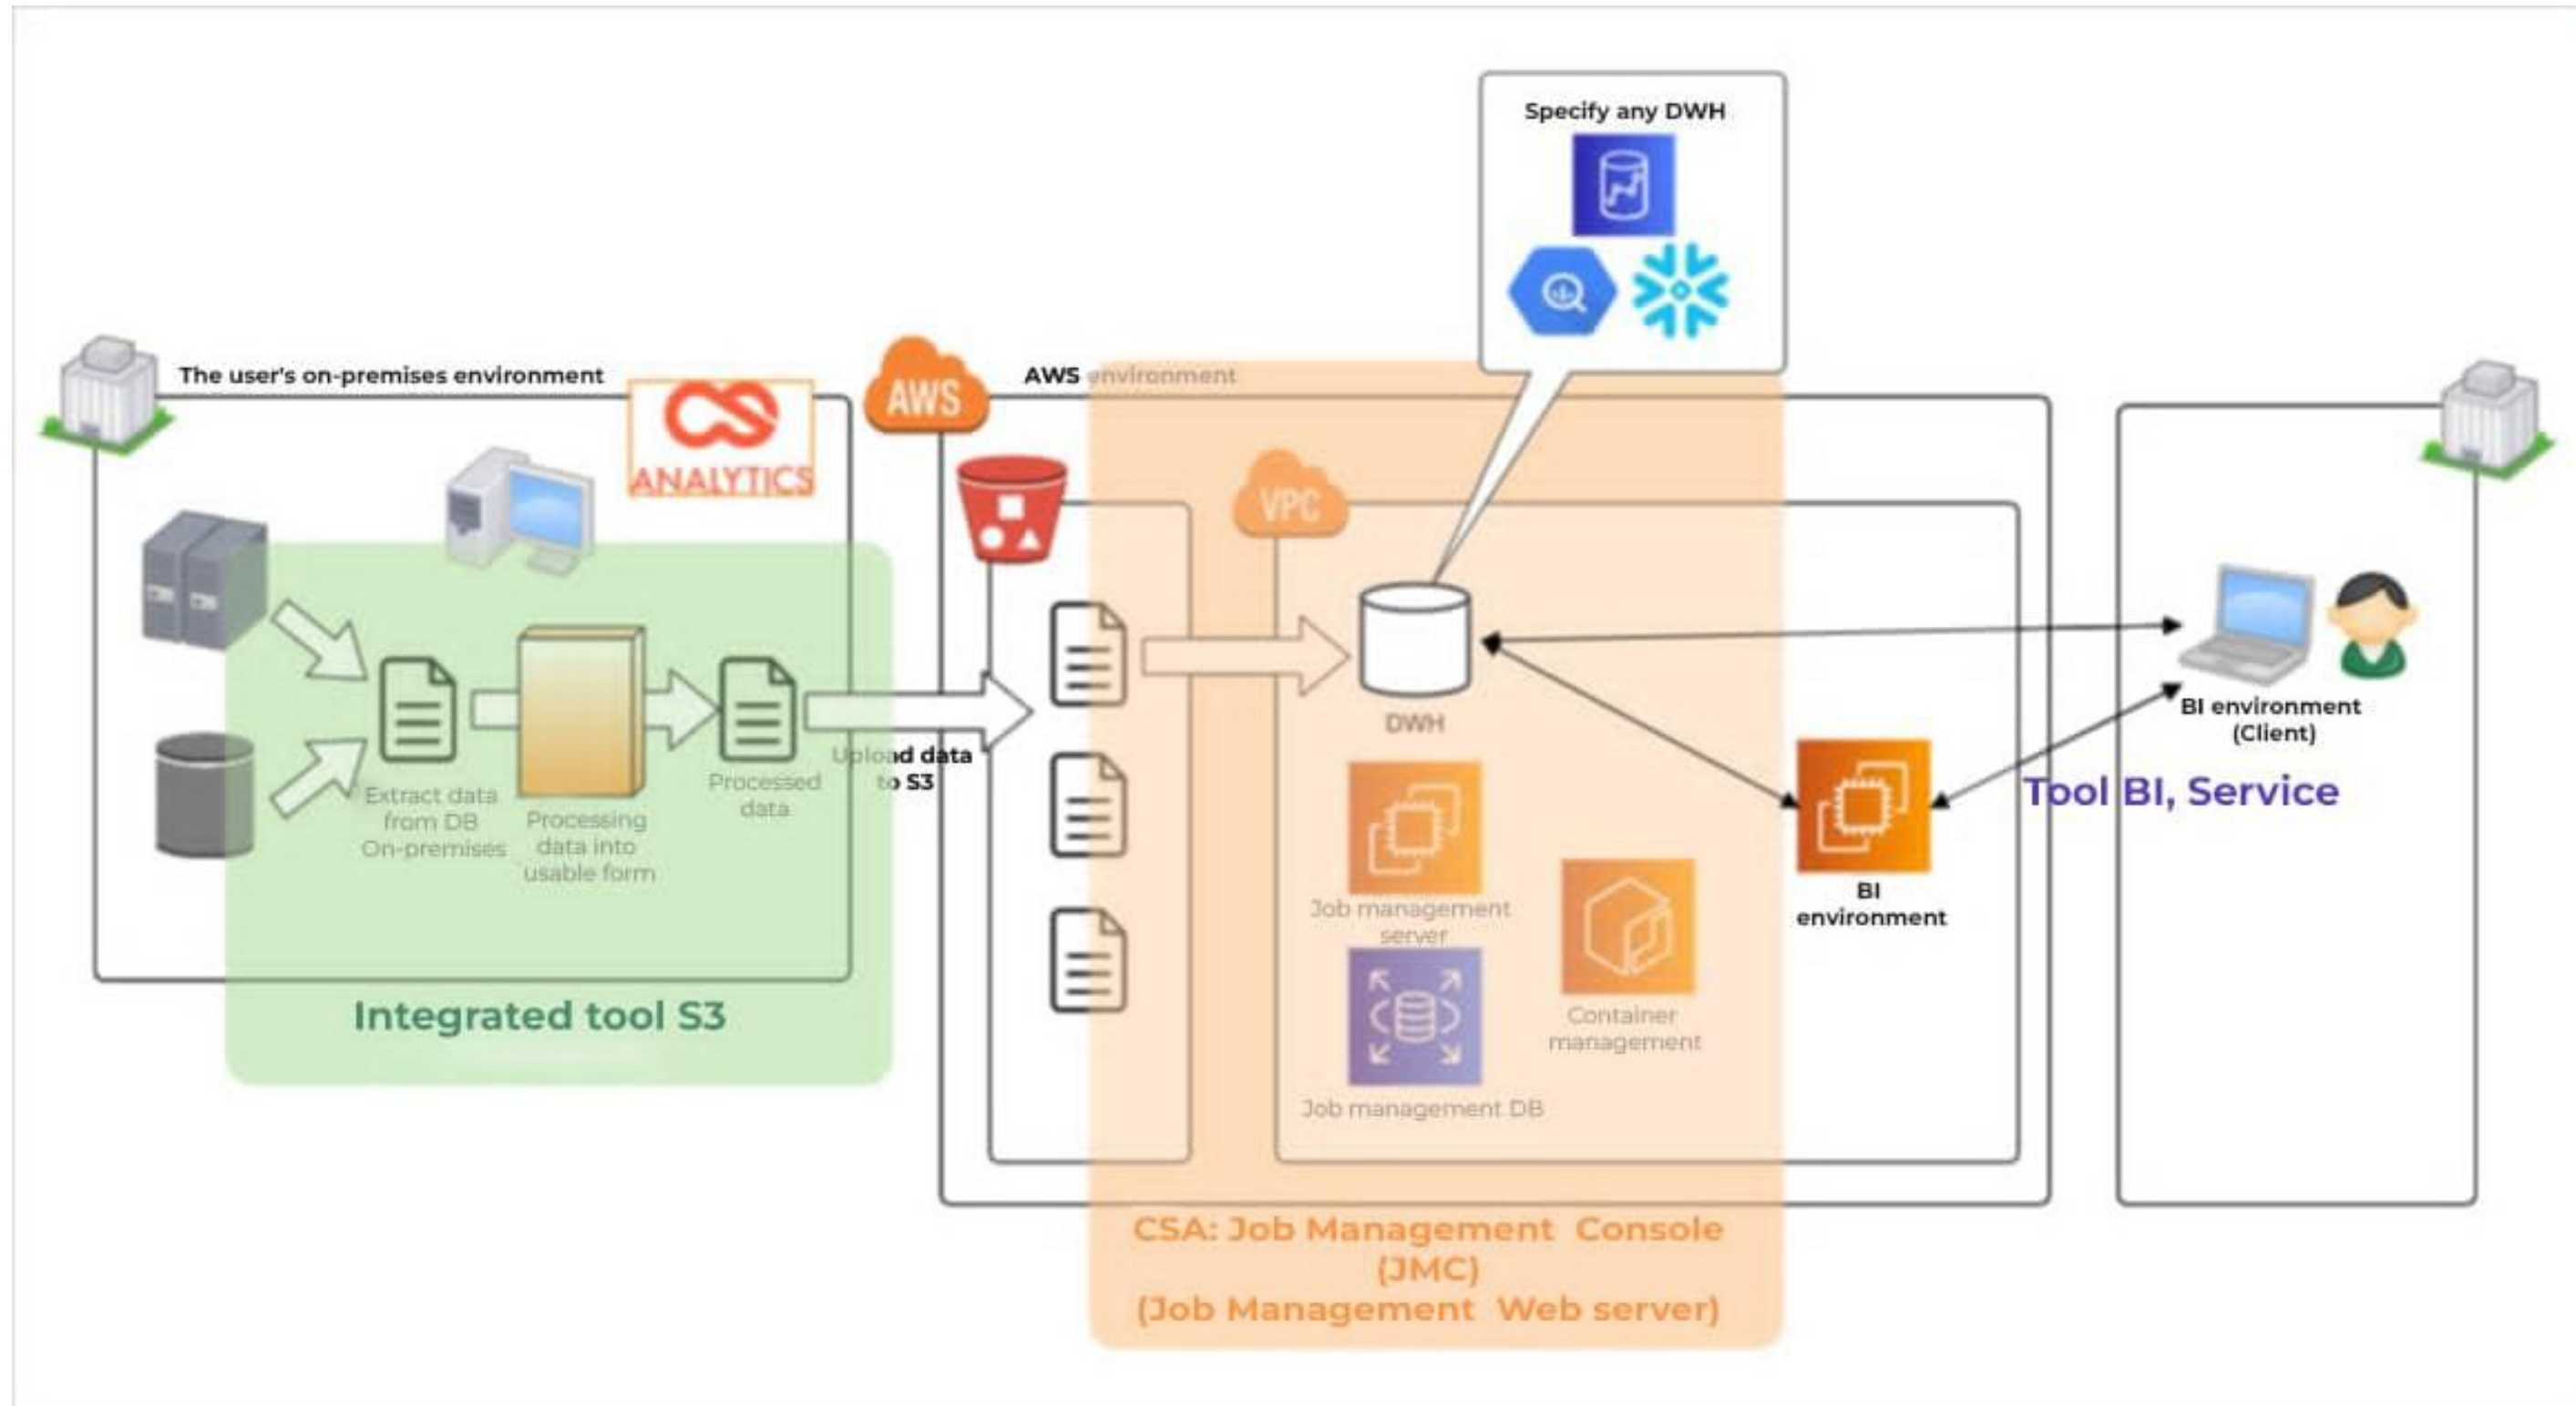 Specify any DWH
The user's on-premises environment
CS
ANALYTICS
AWS
AWS environment
VPC
Extract data
from DB
On-premises
Processing
data into
usable form
Processed
data
Upload data
to S3
Integrated tool S3
DWH
Job management
server
Job management DB
Container
management
BI
environment
BI environment
(Client)
Tool BI, Service
CSA: Job Management Console
(JMC)
(Job Management Web server)